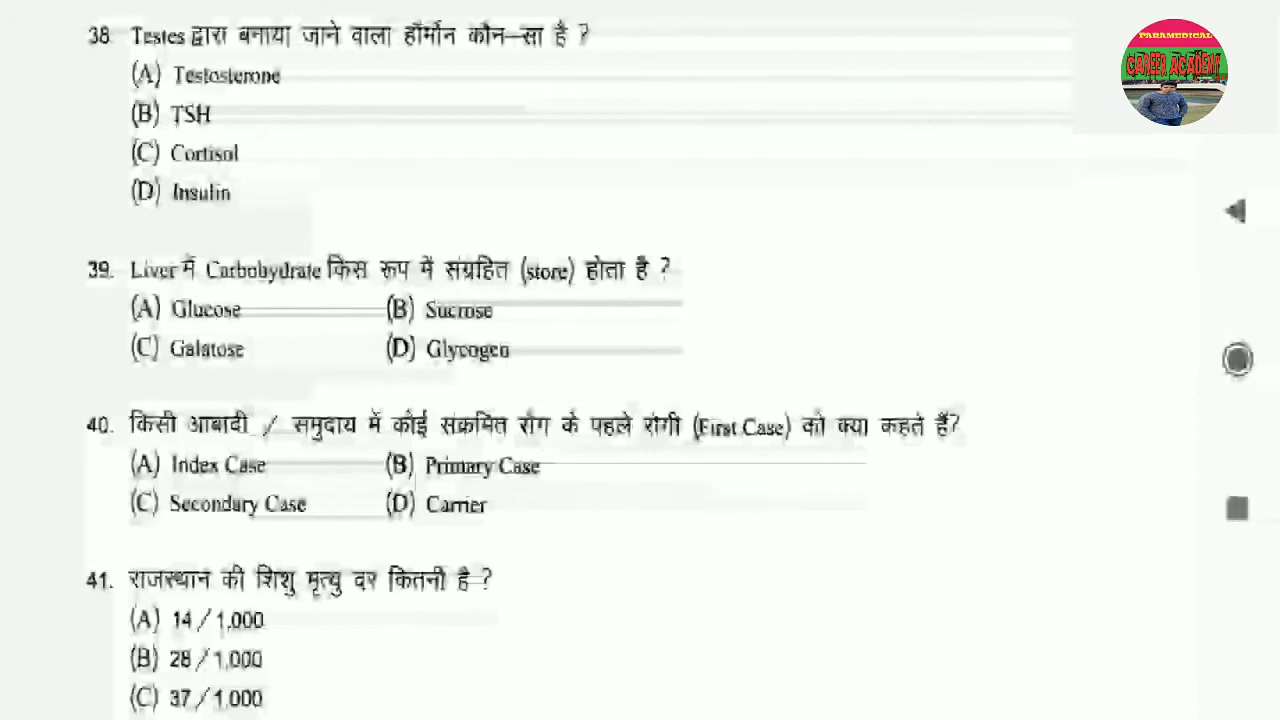 PARAMEDICAL
CAREER ACADEMY
38. Testes द्वारा बनाया जाने वाला हॉर्मोन कौन–सा है ?
(A) Testosterone
(B) TSH
(C) Cortisol
(D) Insulin
39. Liver में Carbohydrate किस रूप में संग्रहित (store) होता है ?
(A) Glucose (B) Sucrose
(C) Galatose (D) Glycogen
40. किसी आबादी / समुदाय में कोई संक्रमित रोग के पहले रोगी (First Case) को क्या कहते हैं?
(A) Index Case (B) Primary Case
(C) Secondary Case (D) Carrier
41. राजस्थान की शिशु मृत्यु दर कितनी है ?
(A) 14 / 1,000
(B) 28 / 1,000
(C) 37 / 1,000